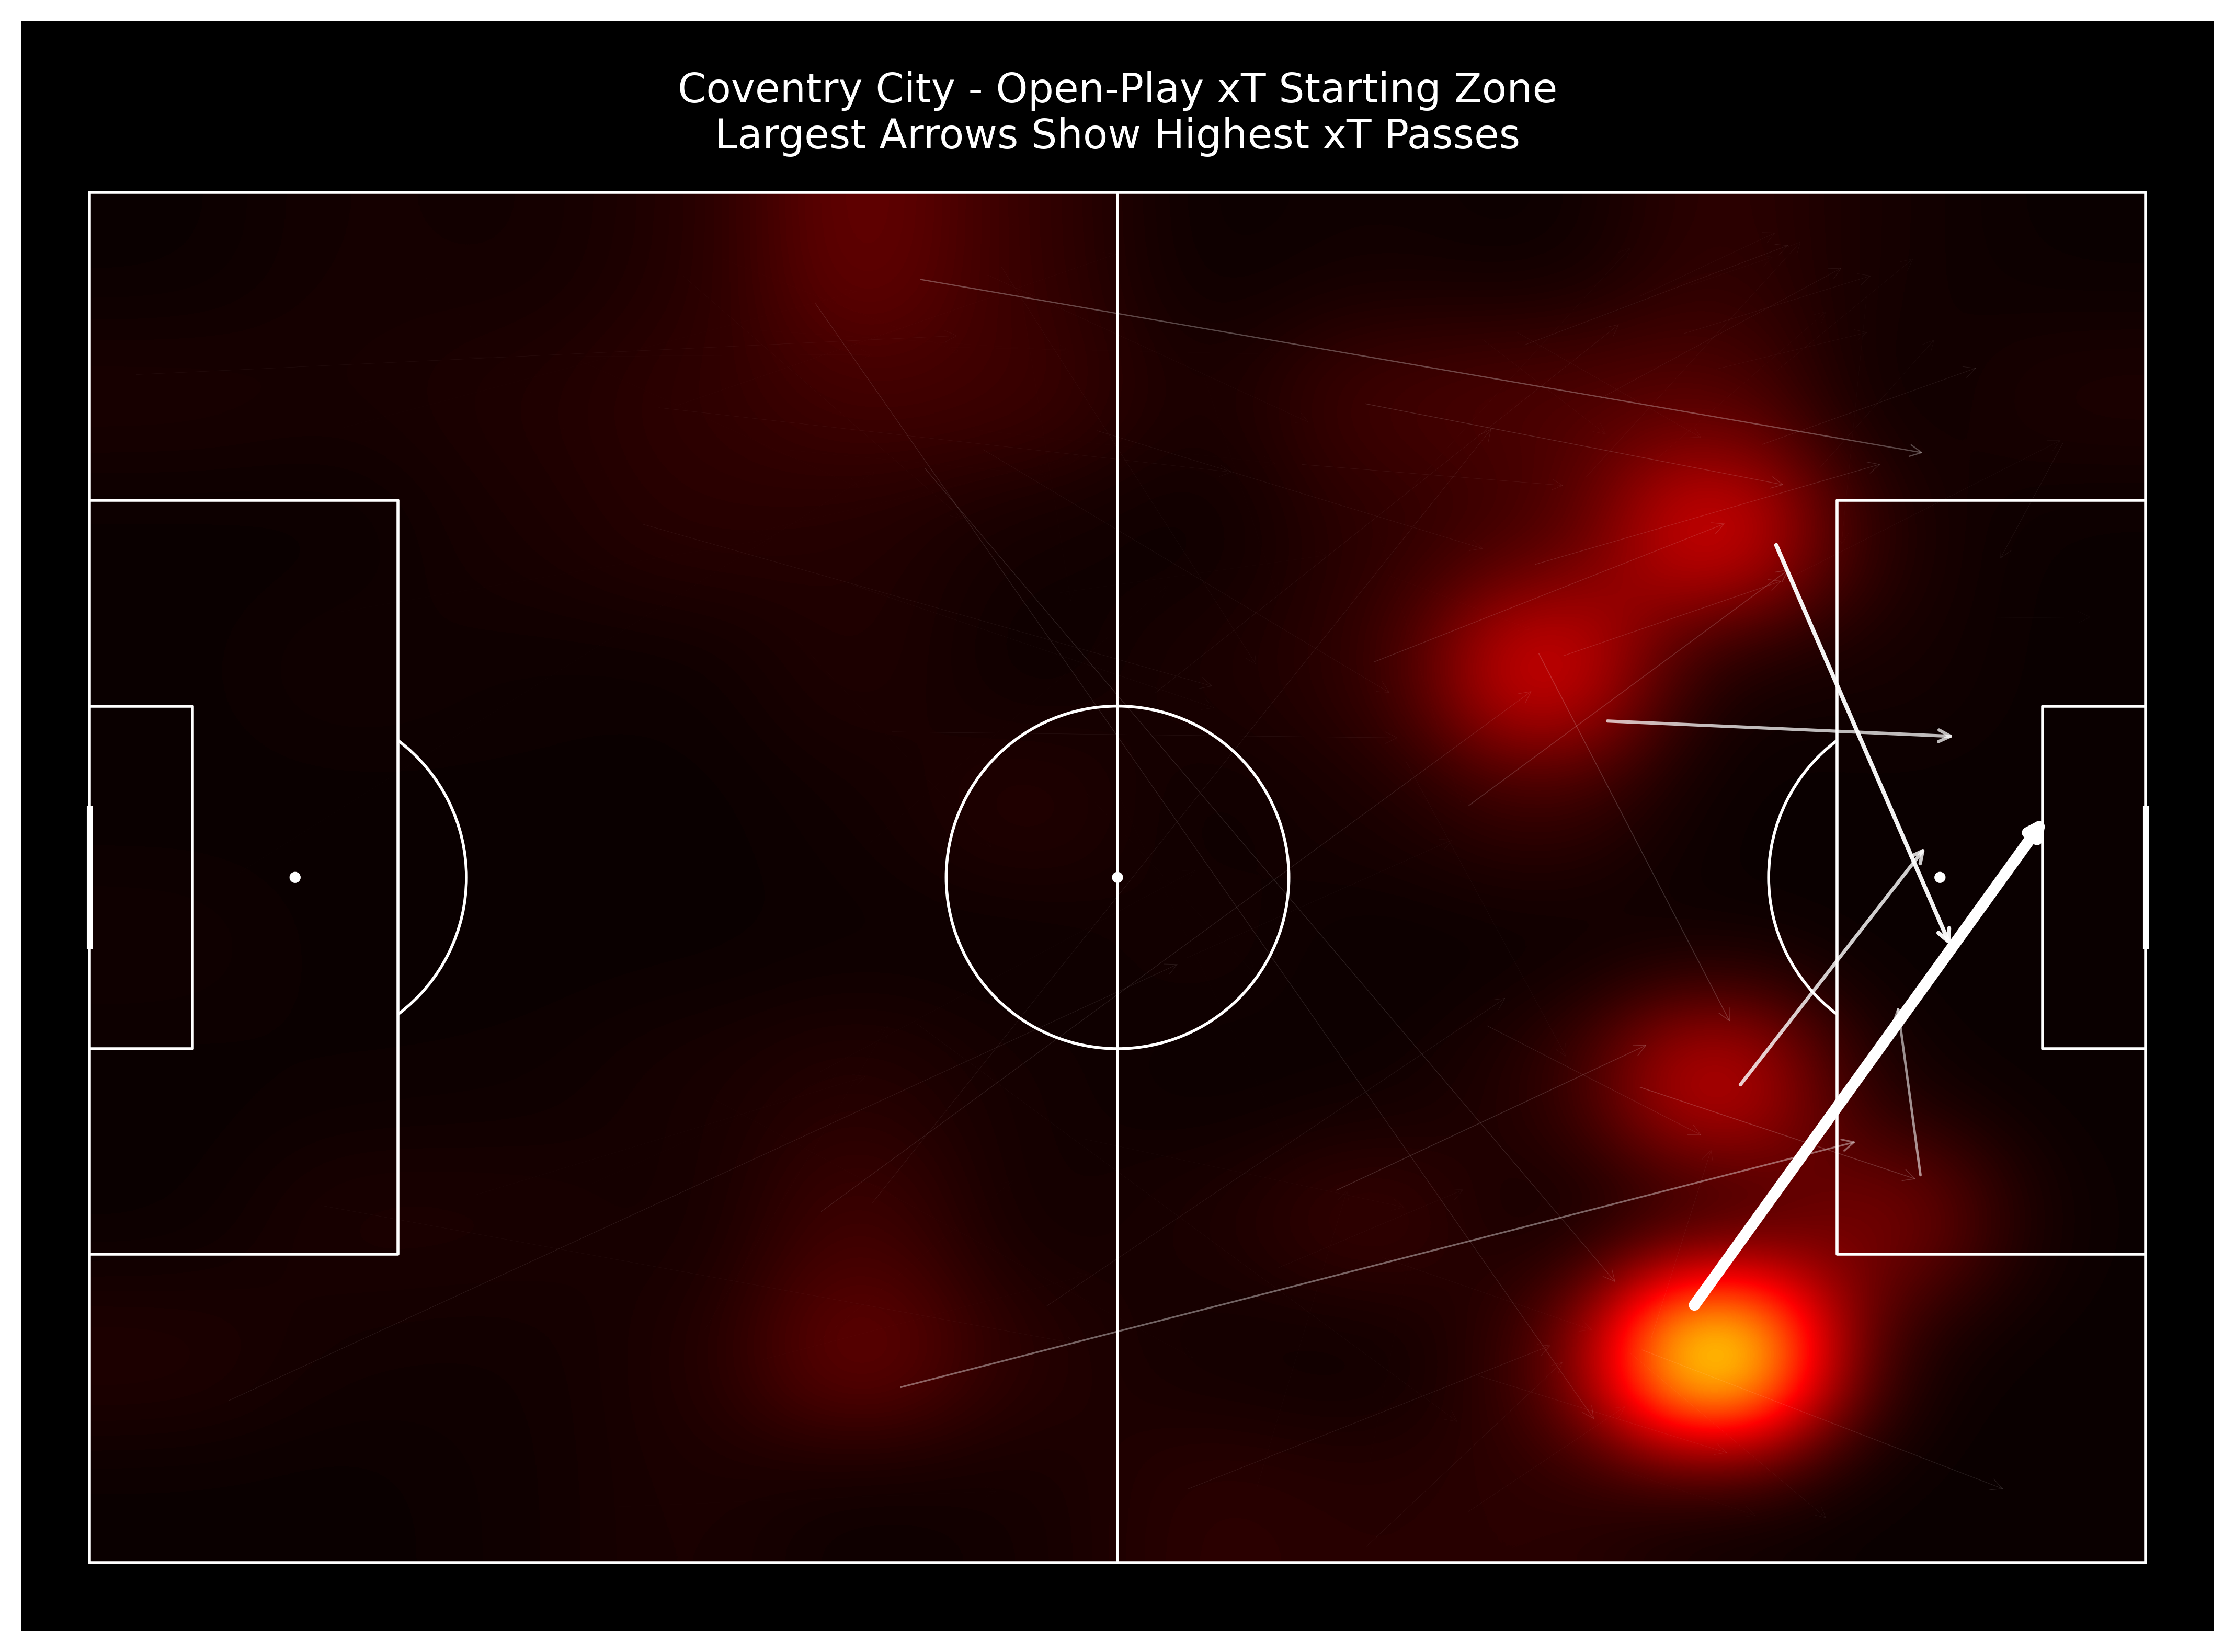 Coventry City - Open-Play xT Starting Zone
Largest Arrows Show Highest xT Passes